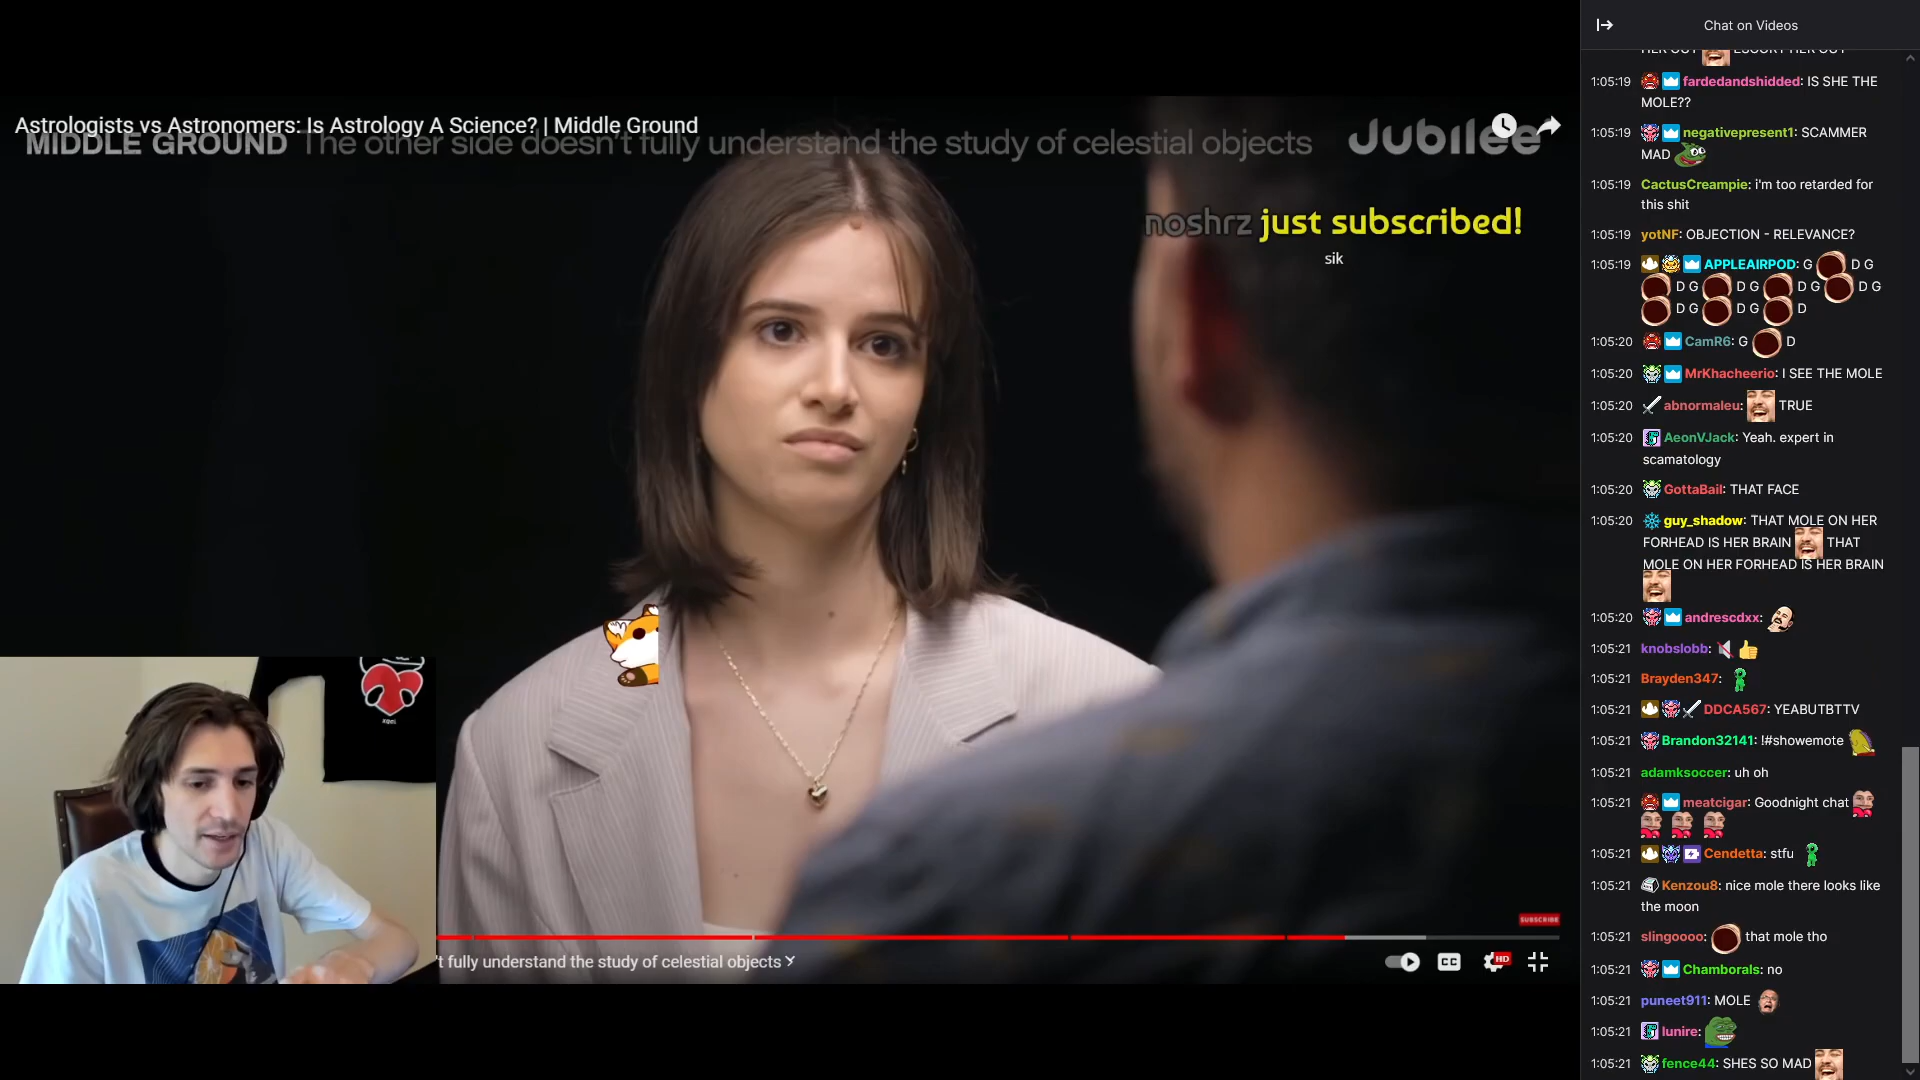 Astrologists vs Astronomers: Is Astrology A Science? | Middle Ground
MIDDLE GROUND The other side doesn't fully understand the study of celestial objects
Jubilee
noshrz just subscribed!
sik
xqc
SUBSCRIBE
't fully understand the study of celestial objects
CC
HD
Chat on Videos
HER OUT ESCORT HER OUT
1:05:19 fardedandshidded: IS SHE THE
MOLE??
1:05:19 negativepresent1: SCAMMER
MAD
1:05:19 CactusCreampie: i'm too retarded for
this shit
1:05:19 yotNF: OBJECTION - RELEVANCE?
1:05:19 APPLEAIRPOD: G D G
D G D G D G D G
D G D G D
1:05:20 CamR6: G D
1:05:20 MrKhacheerio: I SEE THE MOLE
1:05:20 abnormaleu: TRUE
1:05:20 AeonVJack: Yeah. expert in
scamatology
1:05:20 GottaBail: THAT FACE
1:05:20 guy_shadow: THAT MOLE ON HER
FORHEAD IS HER BRAIN THAT
MOLE ON HER FORHEAD IS HER BRAIN
1:05:20 andrescdxx:
1:05:21 knobslobb:
1:05:21 Brayden347:
1:05:21 DDCA567: YEABUTBTTV
1:05:21 Brandon32141: !#showemote
1:05:21 adamksoccer: uh oh
1:05:21 meatcigar: Goodnight chat
1:05:21 Cendetta: stfu
1:05:21 Kenzou8: nice mole there looks like
the moon
1:05:21 slingoooo: that mole tho
1:05:21 Chamborals: no
1:05:21 puneet911: MOLE
1:05:21 lunire:
1:05:21 fence44: SHES SO MAD